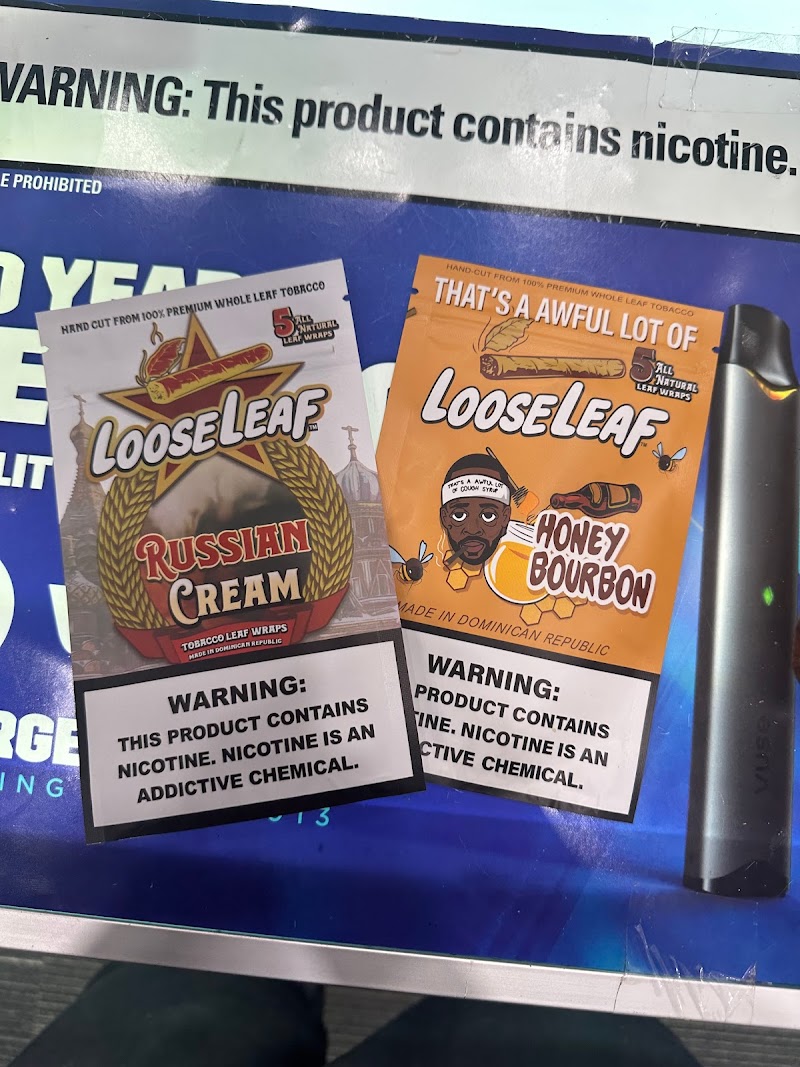 WARNING: This product contains nicotine.
E PROHIBITED
HAND CUT FROM 100% PREMIUM WHOLE LEAF TOBACCO
5 ALL NATURAL LEAF WRAPS
LOOSELEAF™
RUSSIAN
CREAM
TOBACCO LEAF WRAPS
MADE IN DOMINICAN REPUBLIC
WARNING:
THIS PRODUCT CONTAINS
NICOTINE. NICOTINE IS AN
ADDICTIVE CHEMICAL.
HAND-CUT FROM 100% PREMIUM WHOLE LEAF TOBACCO
THAT'S A AWFUL LOT OF
5 ALL NATURAL LEAF WRAPS
LOOSELEAF™
THAT'S A AWFUL LOT
OF COUGH SYRUP
HONEY
BOURBON
MADE IN DOMINICAN REPUBLIC
WARNING:
PRODUCT CONTAINS
TINE. NICOTINE IS AN
CTIVE CHEMICAL.
vuse